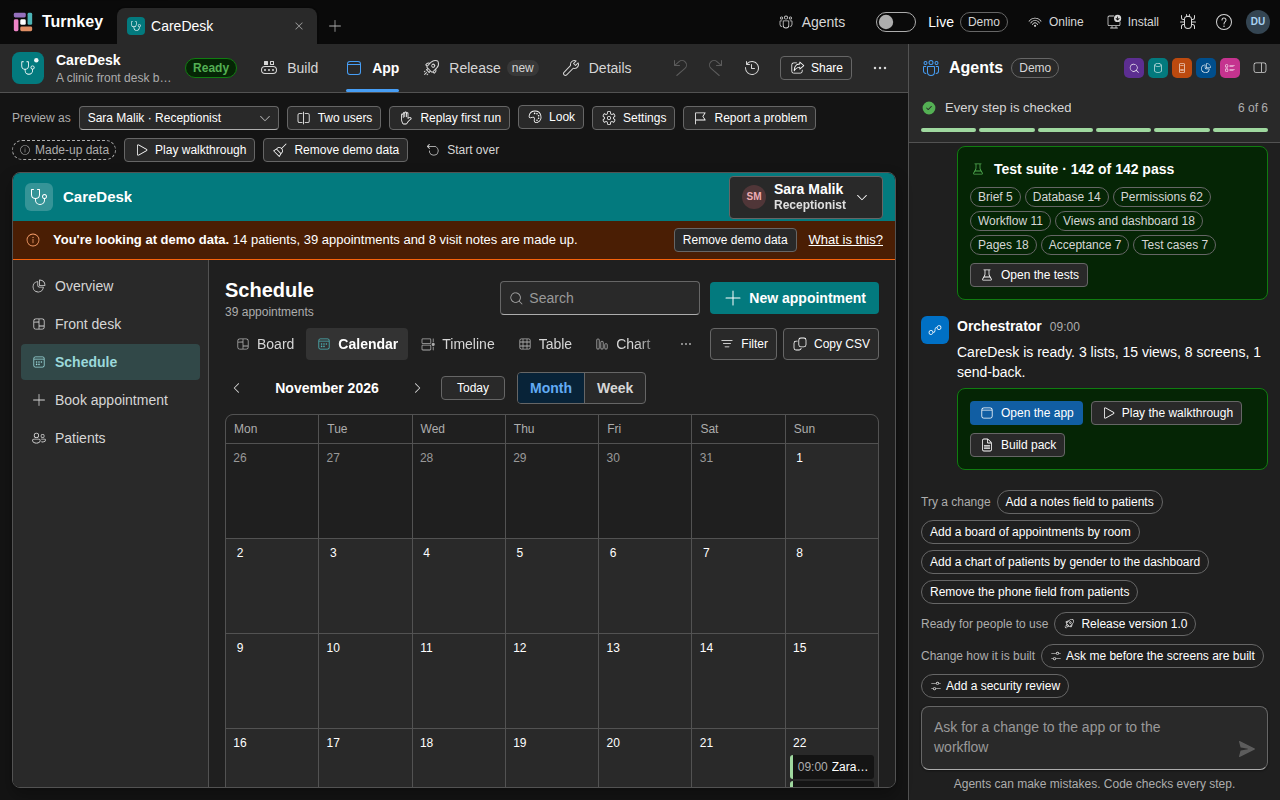 Turnkey
CareDesk
Agents
Live
Demo
Online
Install
DU
CareDesk
A clinic front desk b...
Ready
Build
App
Release new
Details
Share
Agents
Demo
Preview as
Sara Malik · Receptionist
Two users
Replay first run
Look
Settings
Report a problem
Made-up data
Play walkthrough
Remove demo data
Start over
Every step is checked
6 of 6
CareDesk
SM
Sara Malik
Receptionist
You're looking at demo data. 14 patients, 39 appointments and 8 visit notes are made up.
Remove demo data
What is this?
Overview
Front desk
Schedule
Book appointment
Patients
Schedule
39 appointments
Search
New appointment
Board
Calendar
Timeline
Table
Chart
Filter
Copy CSV
November 2026
Today
Month
Week
Mon Tue Wed Thu Fri Sat Sun
26 27 28 29 30 31 1
2 3 4 5 6 7 8
9 10 11 12 13 14 15
16 17 18 19 20 21 22
09:00 Zara...
Test suite · 142 of 142 pass
Brief 5
Database 14
Permissions 62
Workflow 11
Views and dashboard 18
Pages 18
Acceptance 7
Test cases 7
Open the tests
Orchestrator 09:00
CareDesk is ready. 3 lists, 15 views, 8 screens, 1
send-back.
Open the app
Play the walkthrough
Build pack
Try a change
Add a notes field to patients
Add a board of appointments by room
Add a chart of patients by gender to the dashboard
Remove the phone field from patients
Ready for people to use
Release version 1.0
Change how it is built
Ask me before the screens are built
Add a security review
Ask for a change to the app or to the
workflow
Agents can make mistakes. Code checks every step.